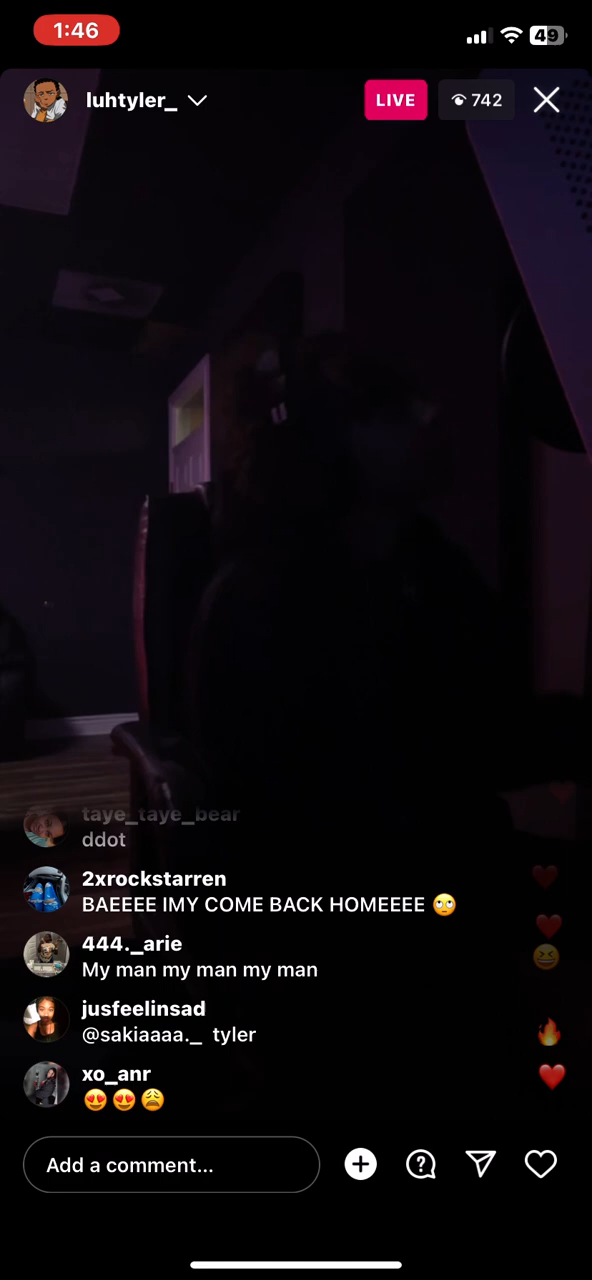 1:46
49
luhtyler_
LIVE
742
taye_taye_bear
ddot
2xrockstarren
BAEEEE IMY COME BACK HOMEEEE 🙄
444._arie
My man my man my man
jusfeelinsad
@sakiaaaa._ tyler
xo_anr
😍😍😩
Add a comment...